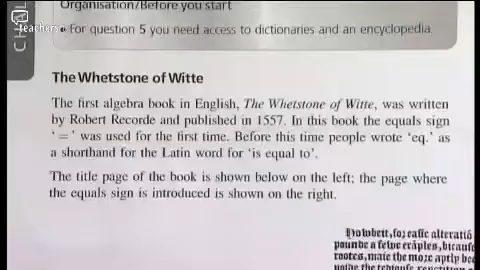 CHAL
teachers
Organisation/Before you start
• For question 5 you need access to dictionaries and an encyclopedia.
The Whetstone of Witte
The first algebra book in English, The Whetstone of Witte, was written
by Robert Recorde and published in 1557. In this book the equals sign
‘=’ was used for the first time. Before this time people wrote ‘eq.’ as
a shorthand for the Latin word for ‘is equal to’.
The title page of the book is shown below on the left; the page where
the equals sign is introduced is shown on the right.
Howbeit, for easie alteratiō
pounde a fewe
rootes, maie the more aptly